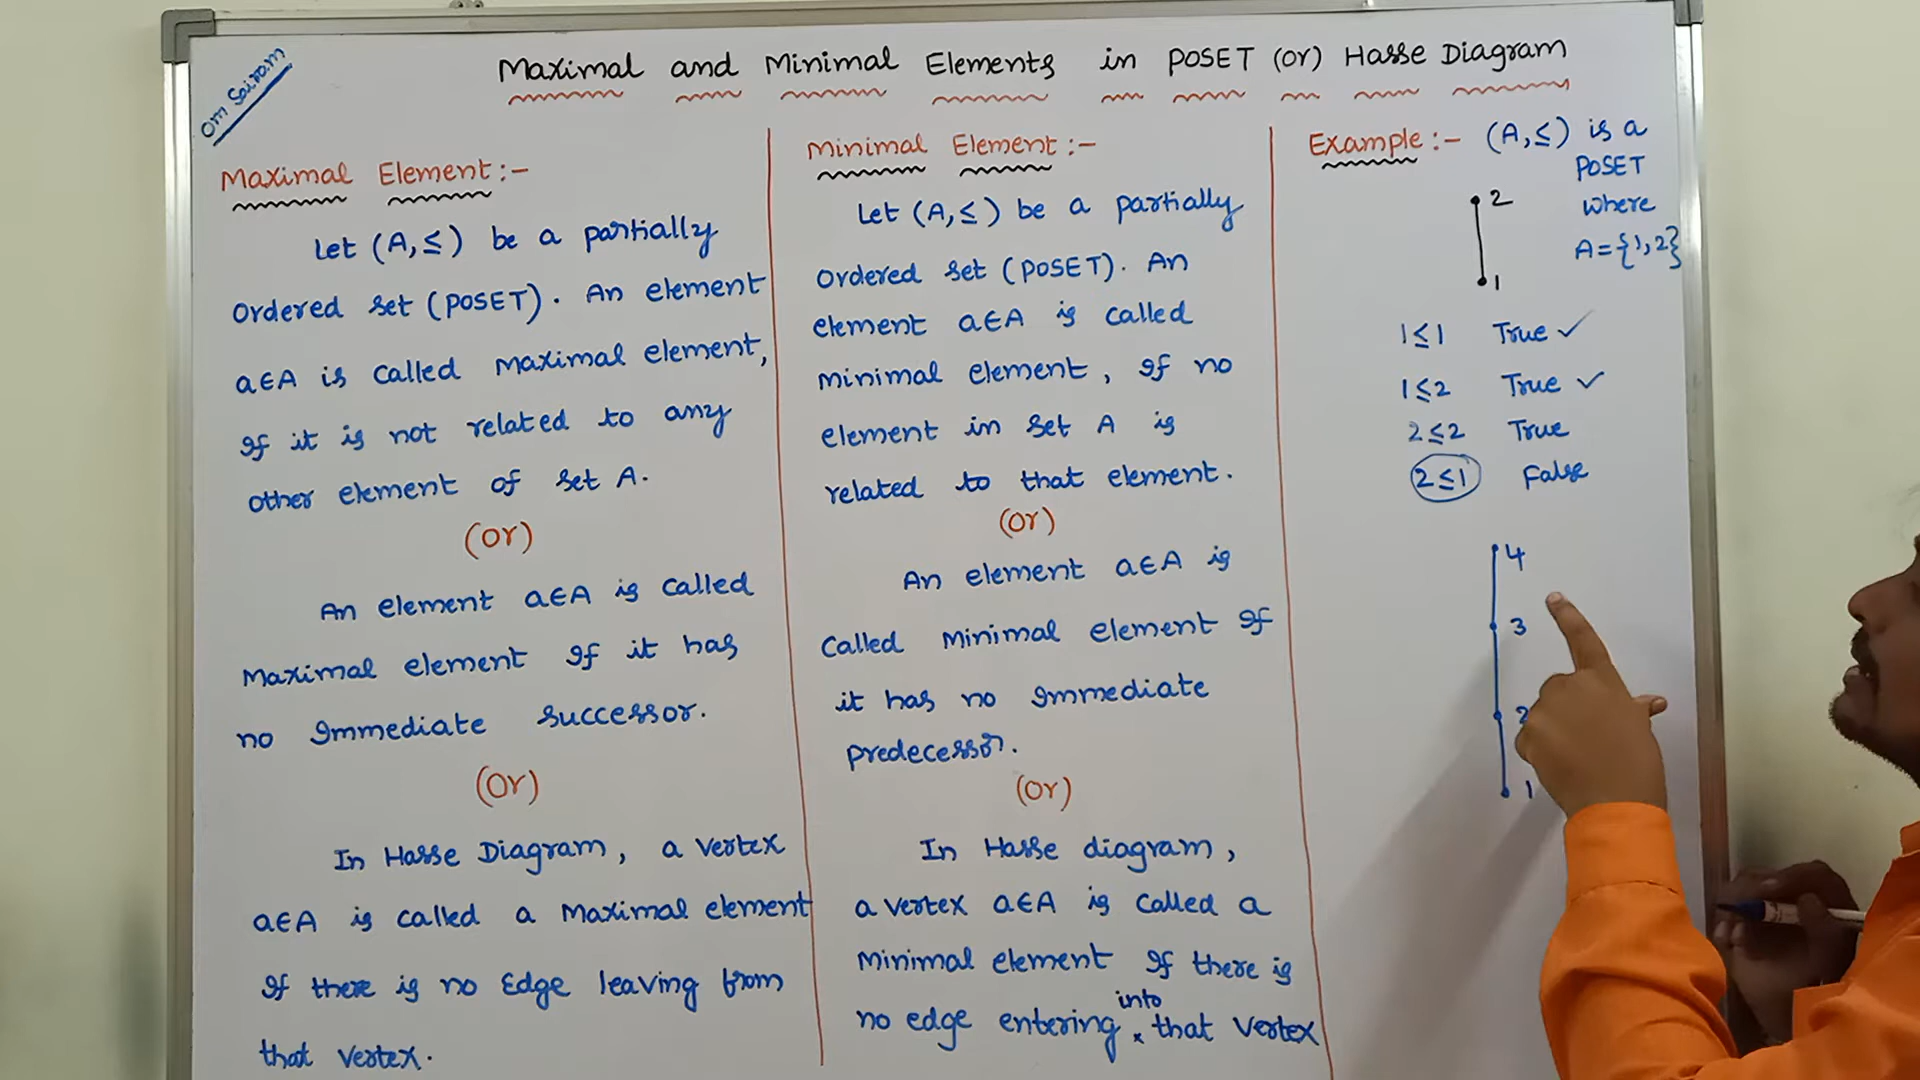 Om Sairam
Maximal and Minimal Elements in POSET (or) Hasse Diagram
Maximal Element :-
Let (A,≤) be a partially
ordered set (POSET). An element
a∈A is called maximal element,
If it is not related to any
other element of set A.
(or)
An element a∈A is called
Maximal element If it has
no Immediate successor.
(or)
In Hasse Diagram, a vertex
a∈A is called a Maximal element
If there is no Edge leaving from
that vertex.
Minimal Element :-
Let (A,≤) be a partially
ordered set (POSET). An
element a∈A is called
minimal element, If no
element in set A is
related to that element.
(or)
An element a∈A is
called Minimal element If
it has no Immediate
predecessor.
(or)
In Hasse diagram,
a vertex a∈A is called a
Minimal element If there is
into
no edge entering × that vertex
Example :- (A,≤) is a
POSET
where
A={1,2}
2
1
1≤1 True ✓
1≤2 True ✓
2≤2 True
2≤1 False
4
3
2
1